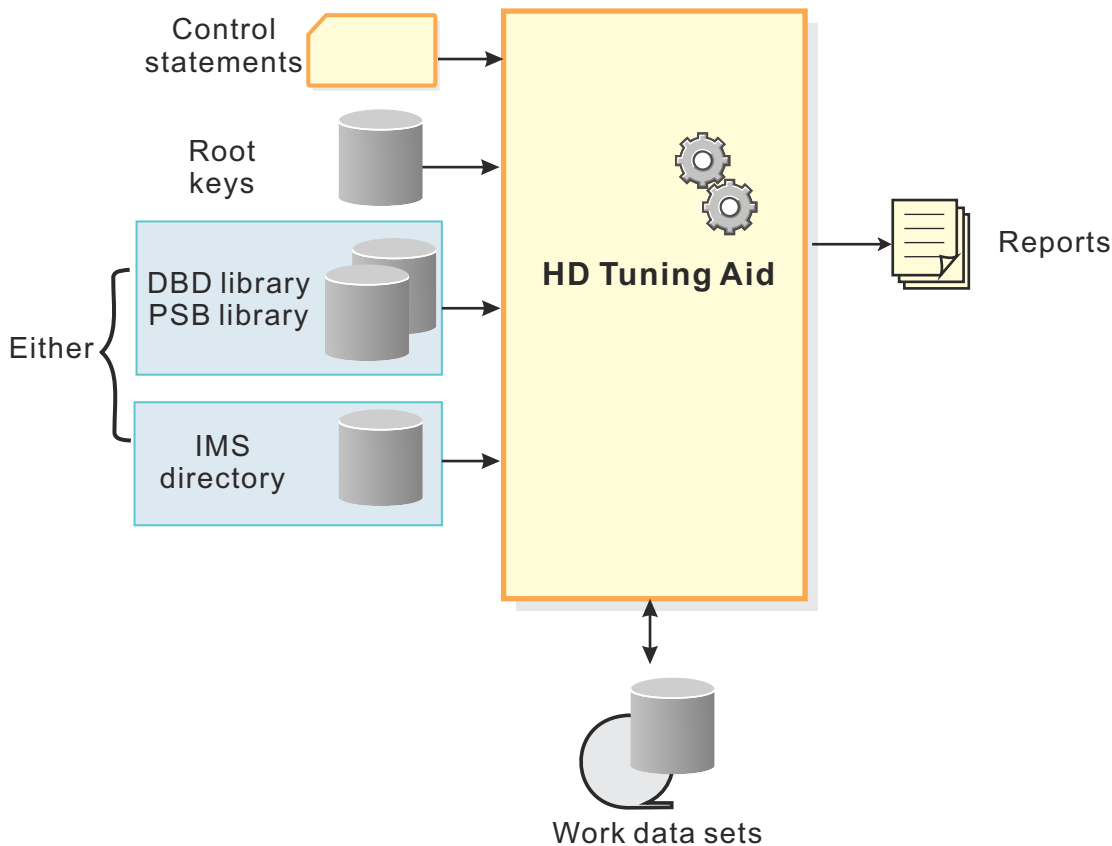 Control
statements
Root
keys
Either
DBD library
PSB library
IMS
directory
HD Tuning Aid
Reports
Work data sets